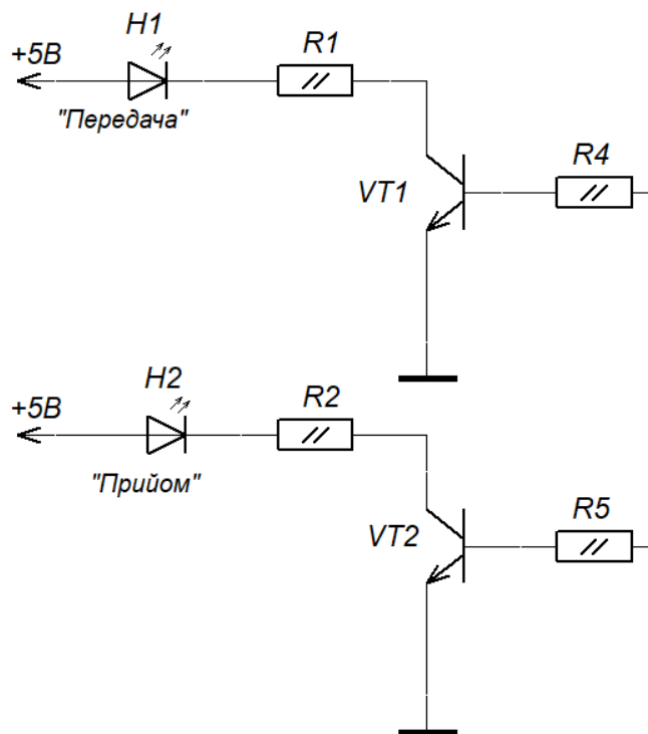 H1
R1
+5В
"Передача"
R4
VT1
H2
R2
+5В
"Прийом"
R5
VT2